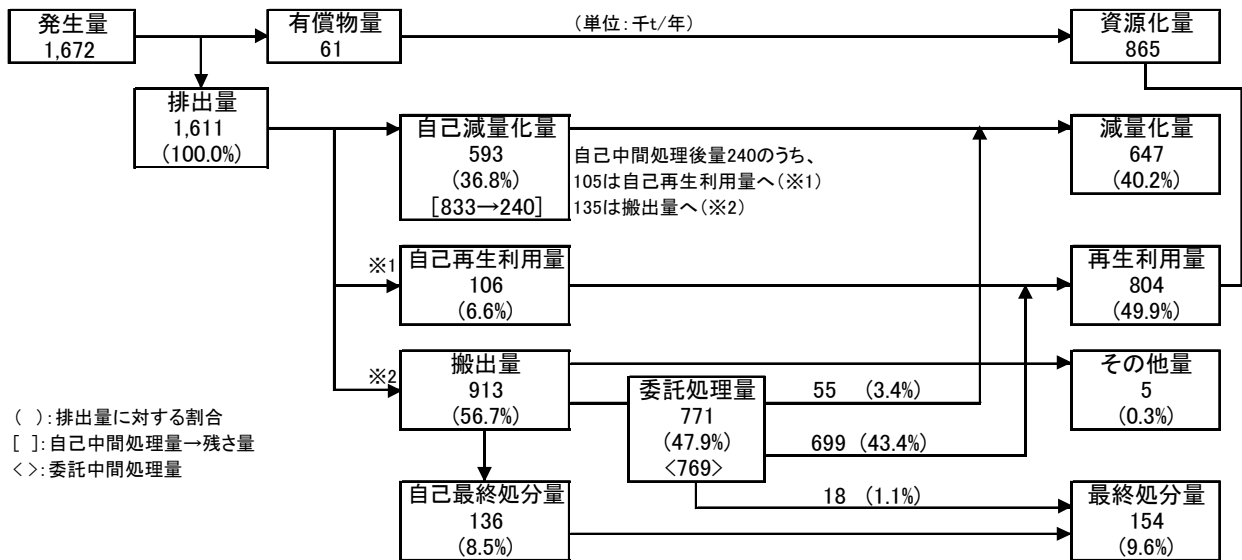 発生量
1,672
有償物量
61
(単位:千t/年)
資源化量
865
排出量
1,611
(100.0%)
自己減量化量
593
(36.8%)
[833→240]
自己中間処理後量240のうち、
105は自己再生利用量へ(※1)
135は搬出量へ(※2)
減量化量
647
(40.2%)
※1
自己再生利用量
106
(6.6%)
再生利用量
804
(49.9%)
※2
搬出量
913
(56.7%)
委託処理量
771
(47.9%)
<769>
55 (3.4%)
699 (43.4%)
18 (1.1%)
その他量
5
(0.3%)
( ):排出量に対する割合
[ ]:自己中間処理量→残さ量
< >:委託中間処理量
自己最終処分量
136
(8.5%)
最終処分量
154
(9.6%)